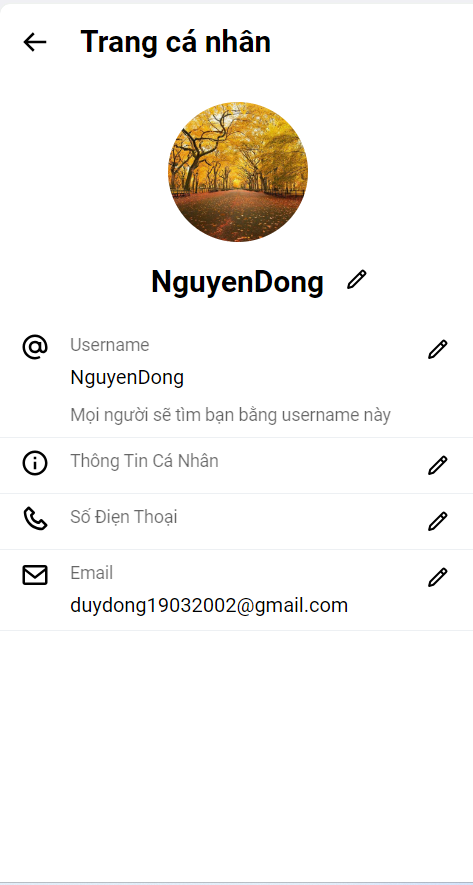 Trang cá nhân
NguyenDong
Username
NguyenDong
Mọi người sẽ tìm bạn bằng username này
Thông Tin Cá Nhân
Số Điện Thoại
Email
duydong19032002@gmail.com